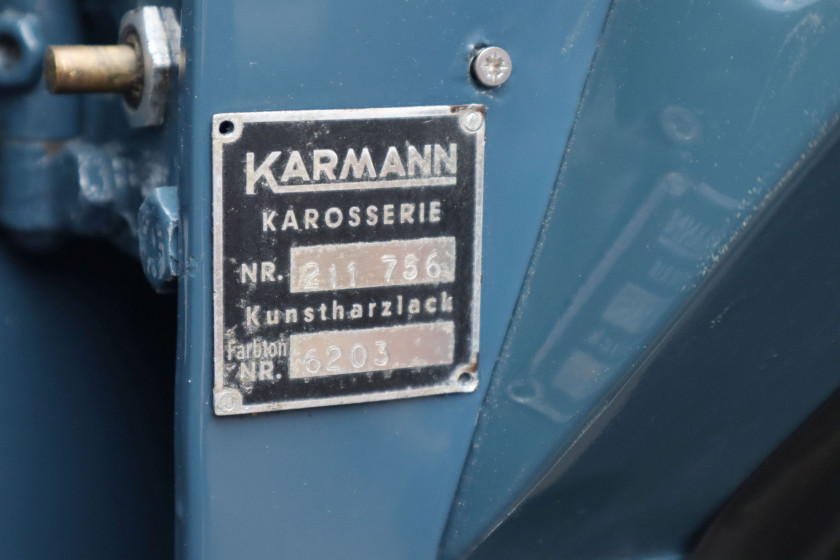 KARMANN
KAROSSERIE
NR. 211 756
Kunstharzlack
Farbton
NR. 6203